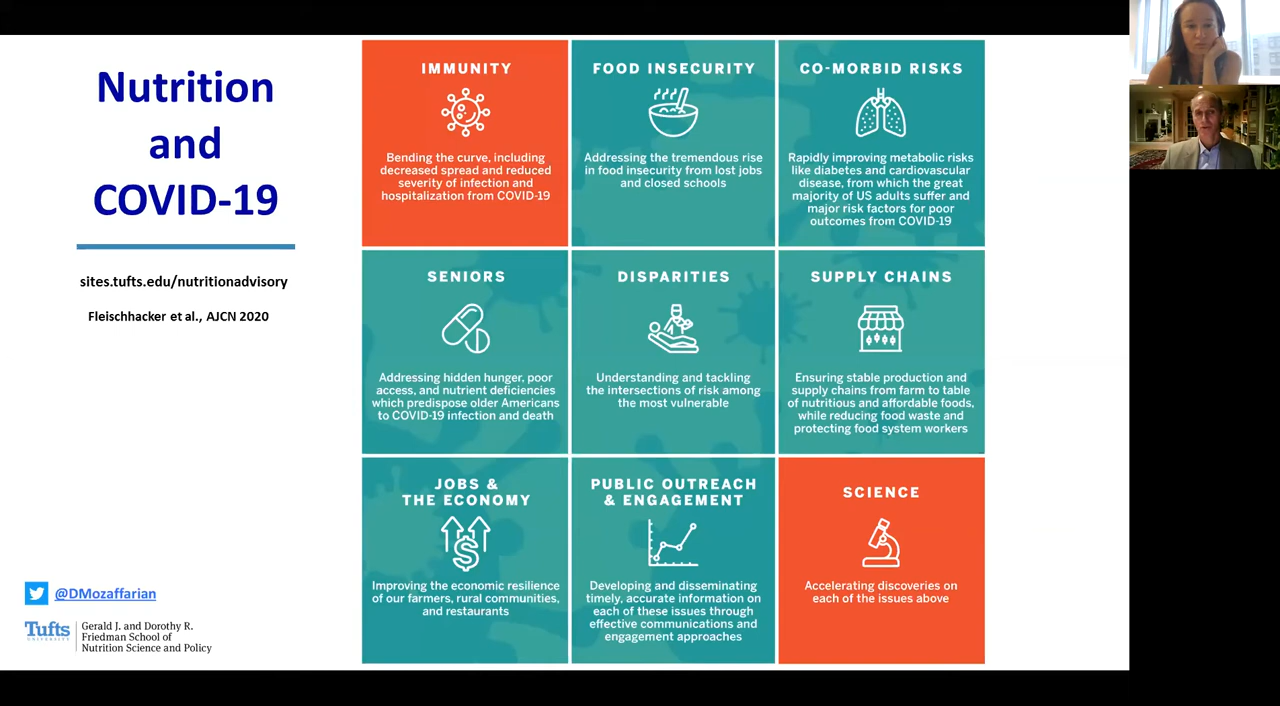 Nutrition
and
COVID-19
sites.tufts.edu/nutritionadvisory
Fleischhacker et al., AJCN 2020
IMMUNITY
Bending the curve, including
decreased spread and reduced
severity of infection and
hospitalization from COVID-19
FOOD INSECURITY
Addressing the tremendous rise
in food insecurity from lost jobs
and closed schools
CO-MORBID RISKS
Rapidly improving metabolic risks
like diabetes and cardiovascular
disease, from which the great
majority of US adults suffer and
major risk factors for poor
outcomes from COVID-19
SENIORS
Addressing hidden hunger, poor
access, and nutrient deficiencies
which predispose older Americans
to COVID-19 infection and death
DISPARITIES
Understanding and tackling
the intersections of risk among
the most vulnerable
SUPPLY CHAINS
Ensuring stable production and
supply chains from farm to table
of nutritious and affordable foods,
while reducing food waste and
protecting food system workers
JOBS &
THE ECONOMY
Improving the economic resilience
of our farmers, rural communities,
and restaurants
PUBLIC OUTREACH
& ENGAGEMENT
Developing and disseminating
timely, accurate information on
each of these issues through
effective communications and
engagement approaches
SCIENCE
Accelerating discoveries on
each of the issues above
@DMozaffarian
Tufts
UNIVERSITY
Gerald J. and Dorothy R.
Friedman School of
Nutrition Science and Policy